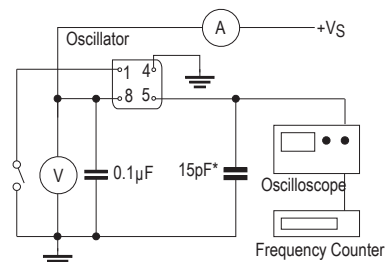 A
+VS
Oscillator
1 4
8 5
V
0.1µF
15pF*
Oscilloscope
Frequency Counter